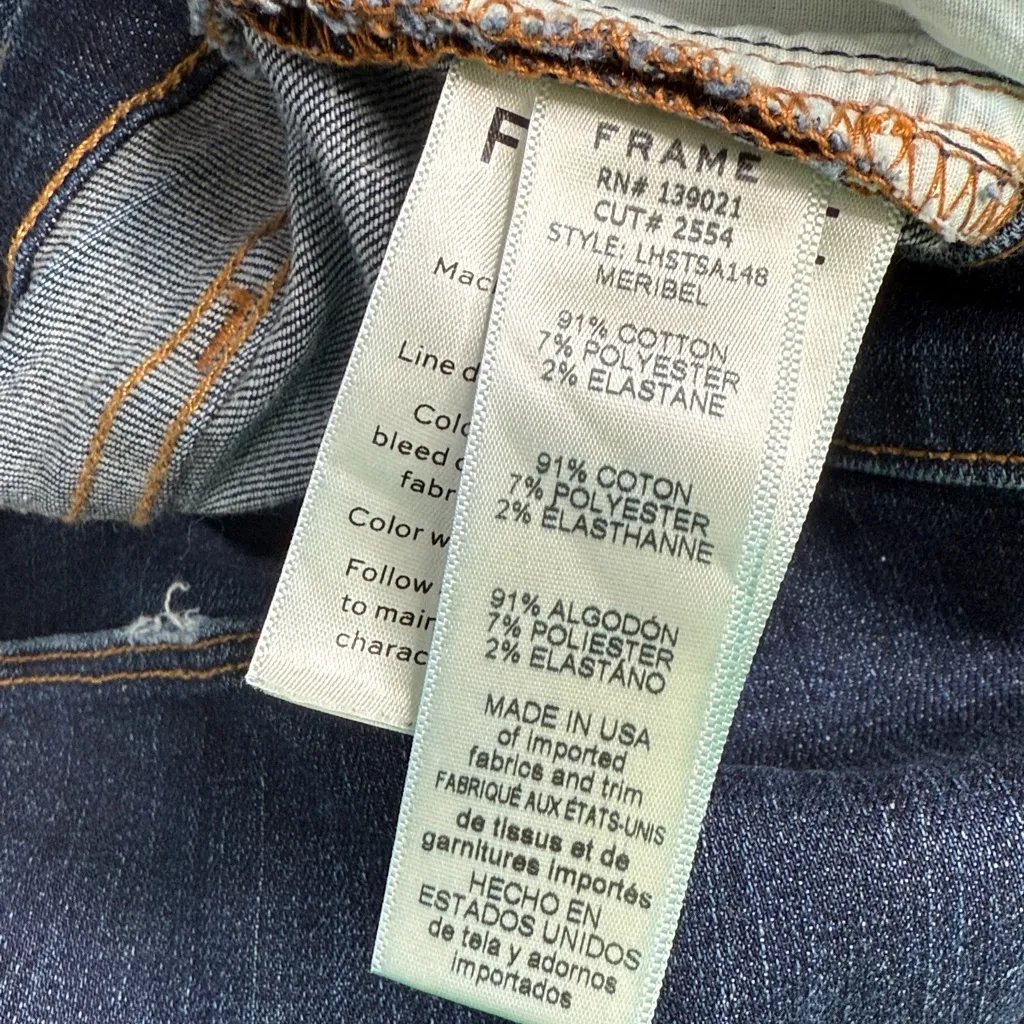 FRAME
RN# 139021
CUT# 2554
STYLE: LHSTSA148
MERIBEL
91% COTTON
7% POLYESTER
2% ELASTANE
91% COTON
7% POLYESTER
2% ÉLASTHANNE
91% ALGODÓN
7% POLIÉSTER
2% ELASTANO
MADE IN USA
of imported
fabrics and trim
FABRIQUÉ AUX ÉTATS-UNIS
de tissus et de
garnitures importés
HECHO EN
ESTADOS UNIDOS
de tela y adornos
importados
F
Mac
Line d
Colo
bleed
fabr
Color w
Follow
to main
charac